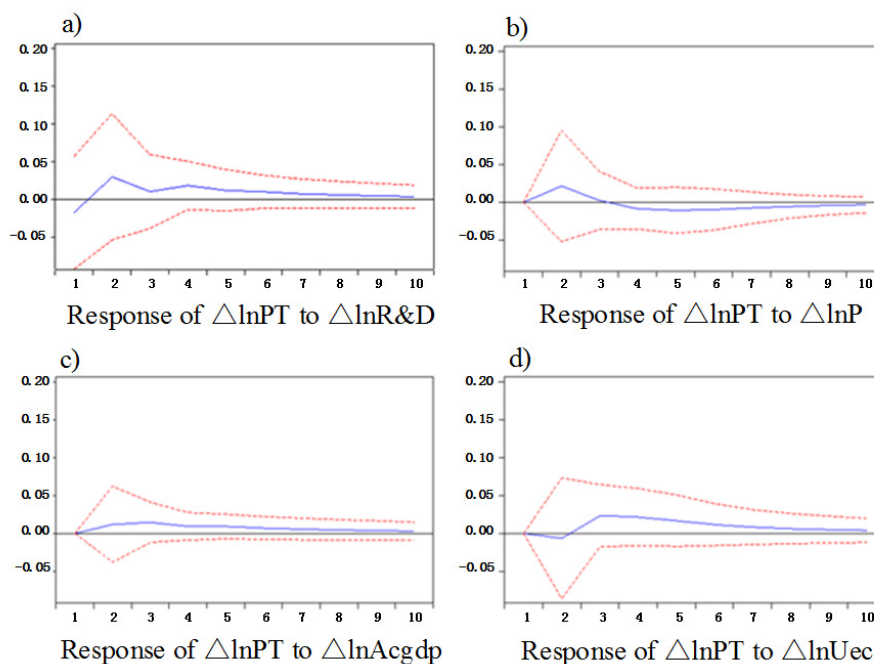 a)
0.20
0.15
0.10
0.05
0.00
-0.05
1 2 3 4 5 6 7 8 9 10
Response of △lnPT to △lnR&D
b)
0.20
0.15
0.10
0.05
0.00
-0.05
1 2 3 4 5 6 7 8 9 10
Response of △lnPT to △lnP
c)
0.20
0.15
0.10
0.05
0.00
-0.05
1 2 3 4 5 6 7 8 9 10
Response of △lnPT to △lnAcgdp
d)
0.20
0.15
0.10
0.05
0.00
-0.05
1 2 3 4 5 6 7 8 9 10
Response of △lnPT to △lnUec